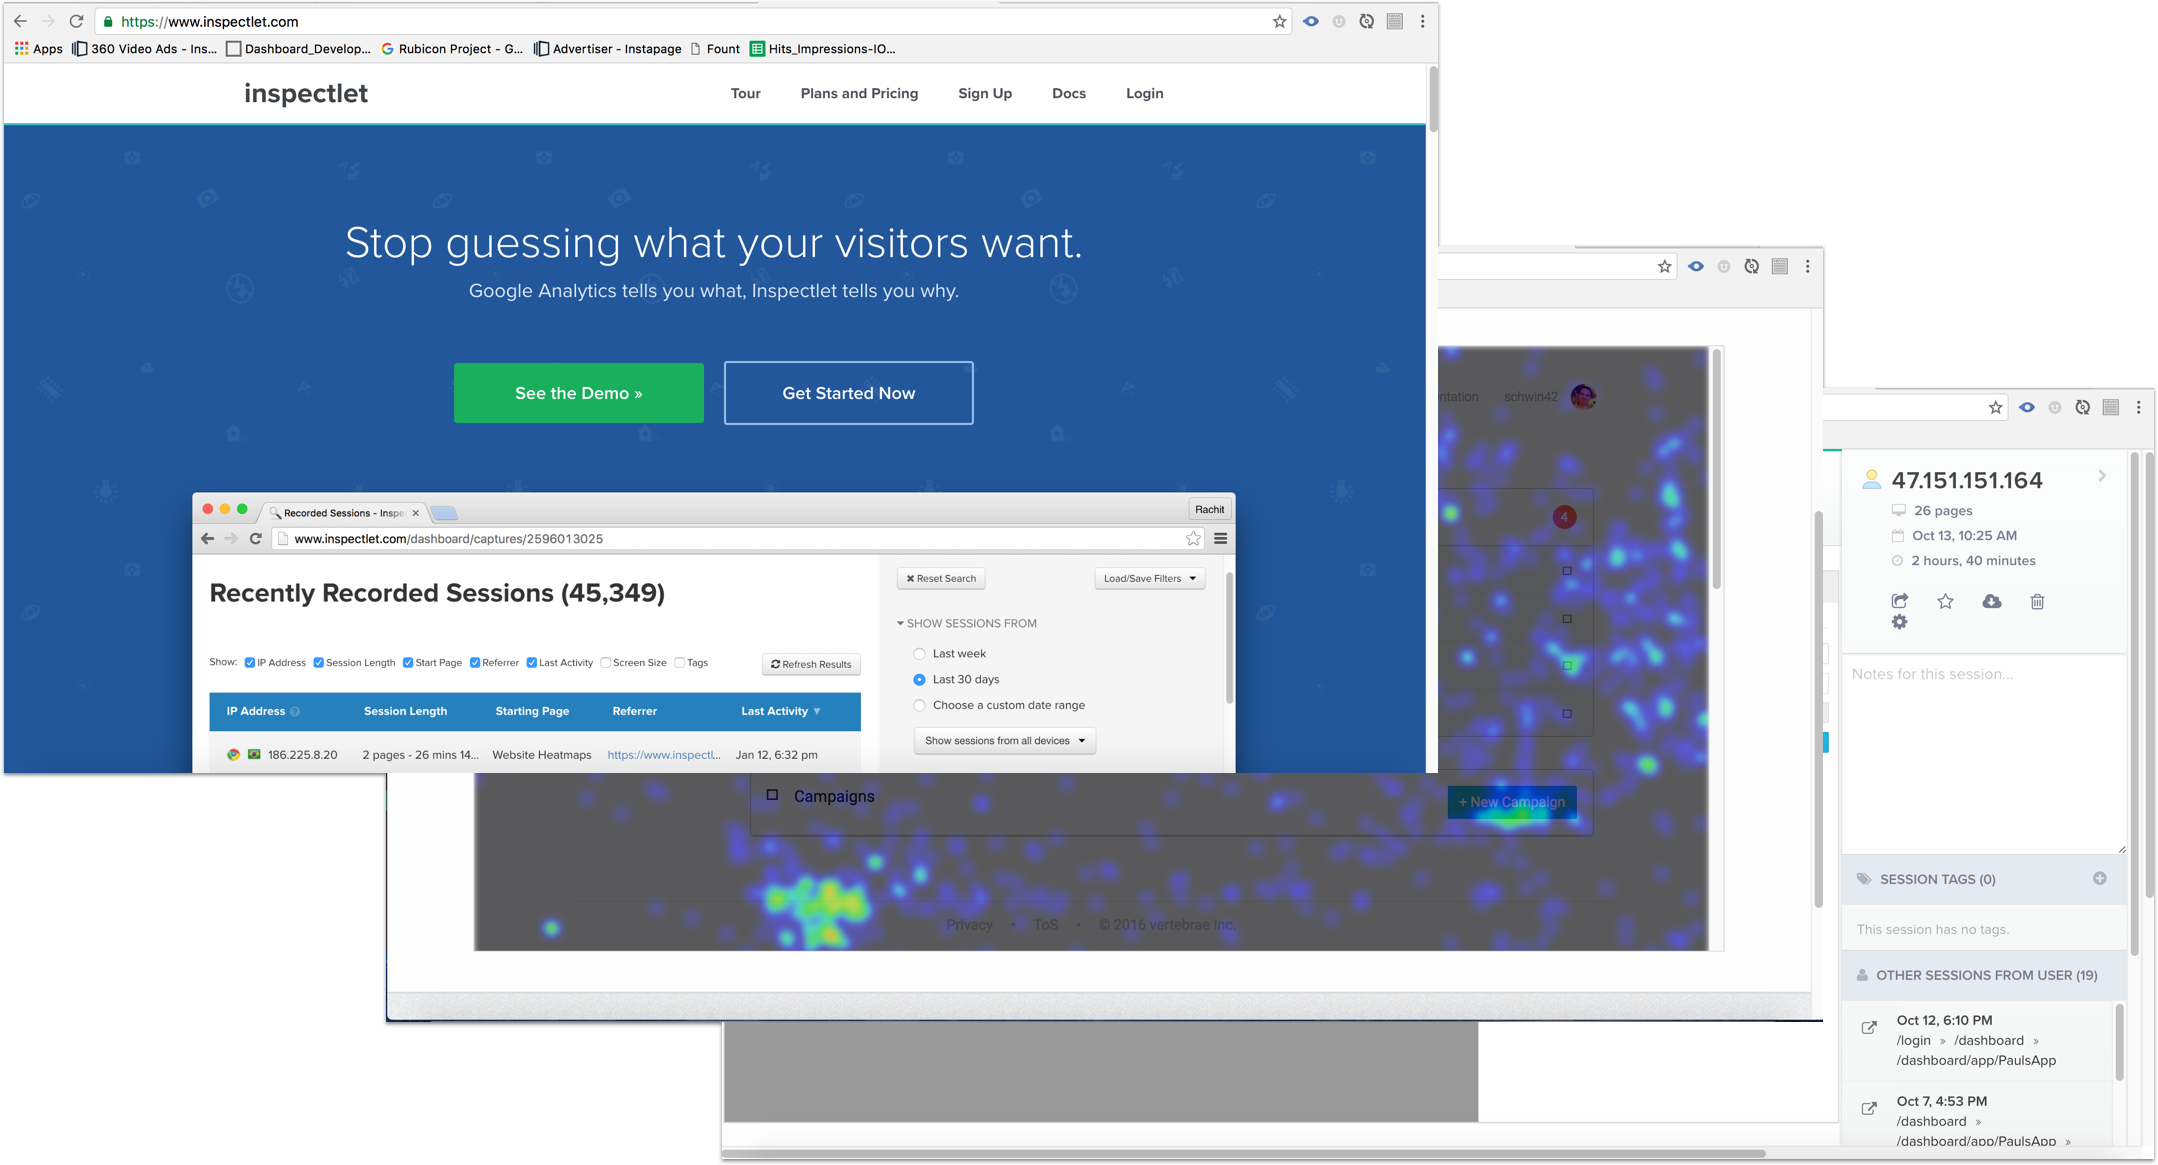 https://www.inspectlet.com
Apps 360 Video Ads - Ins... Dashboard_Develop... Rubicon Project - G... Advertiser - Instapage Fount Hits_Impressions-IO...
inspectlet Tour Plans and Pricing Sign Up Docs Login
Stop guessing what your visitors want.
Google Analytics tells you what, Inspectlet tells you why.
See the Demo » Get Started Now
Recorded Sessions - Inspe Rachit
www.inspectlet.com/dashboard/captures/2596013025
Recently Recorded Sessions (45,349)
Show: IP Address Session Length Start Page Referrer Last Activity Screen Size Tags Refresh Results
IP Address Session Length Starting Page Referrer Last Activity
186.225.8.20 2 pages - 26 mins 14... Website Heatmaps https://www.inspectl... Jan 12, 6:32 pm
Reset Search Load/Save Filters
SHOW SESSIONS FROM
Last week
Last 30 days
Choose a custom date range
Show sessions from all devices
ntation schwin42
4
Campaigns + New Campaign
Privacy • ToS • © 2016 vertebrae Inc.
47.151.151.164
26 pages
Oct 13, 10:25 AM
2 hours, 40 minutes
Notes for this session...
SESSION TAGS (0)
This session has no tags.
OTHER SESSIONS FROM USER (19)
Oct 12, 6:10 PM
/login » /dashboard »
/dashboard/app/PaulsApp
Oct 7, 4:53 PM
/dashboard »
/dashboard/app/PaulsApp »